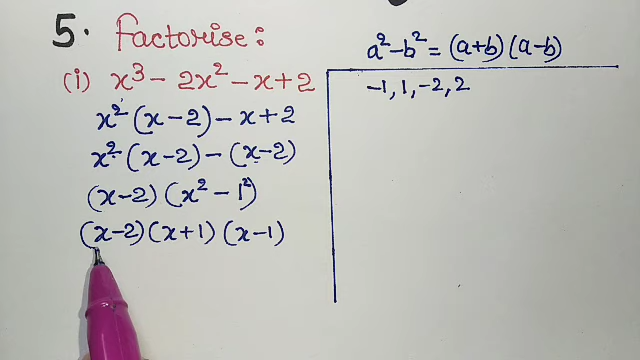 5. Factorise:
(i) x³ - 2x² - x + 2
x² (x-2) - x + 2
x² (x-2) - (x-2)
(x-2) (x² - 1²)
(x-2) (x+1) (x-1)
a² - b² = (a+b) (a-b)
-1, 1, -2, 2